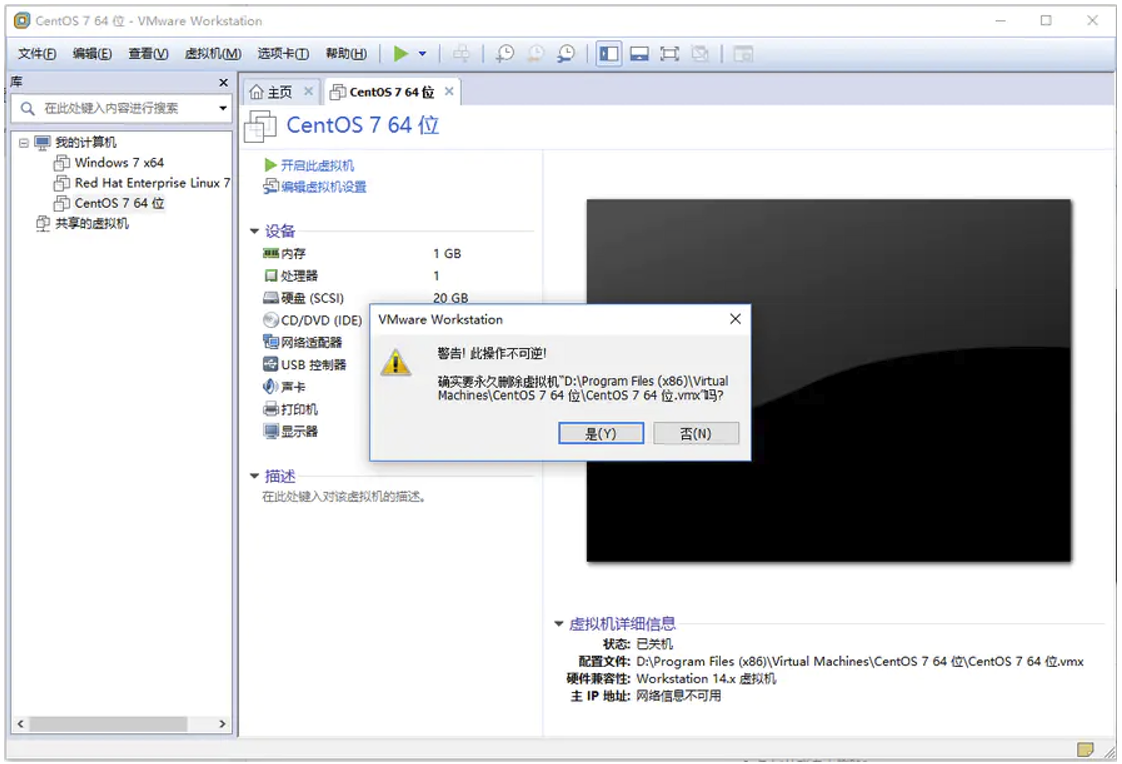 CentOS 7 64 位 - VMware Workstation
文件(F) 编辑(E) 查看(V) 虚拟机(M) 选项卡(T) 帮助(H)
库
在此处键入内容进行搜索
我的计算机
Windows 7 x64
Red Hat Enterprise Linux 7
CentOS 7 64 位
共享的虚拟机
主页
CentOS 7 64 位
CentOS 7 64 位
开启此虚拟机
编辑虚拟机设置
设备
内存 1 GB
处理器 1
硬盘 (SCSI) 20 GB
CD/DVD (IDE)
网络适配器
USB 控制器
声卡
打印机
显示器
描述
在此处键入对该虚拟机的描述。
VMware Workstation
警告! 此操作不可逆!
确实要永久删除虚拟机"D:\Program Files (x86)\Virtual
Machines\CentOS 7 64 位\CentOS 7 64 位.vmx"吗?
是(Y) 否(N)
虚拟机详细信息
状态: 已关机
配置文件: D:\Program Files (x86)\Virtual Machines\CentOS 7 64 位\CentOS 7 64 位.vmx
硬件兼容性: Workstation 14.x 虚拟机
主 IP 地址: 网络信息不可用